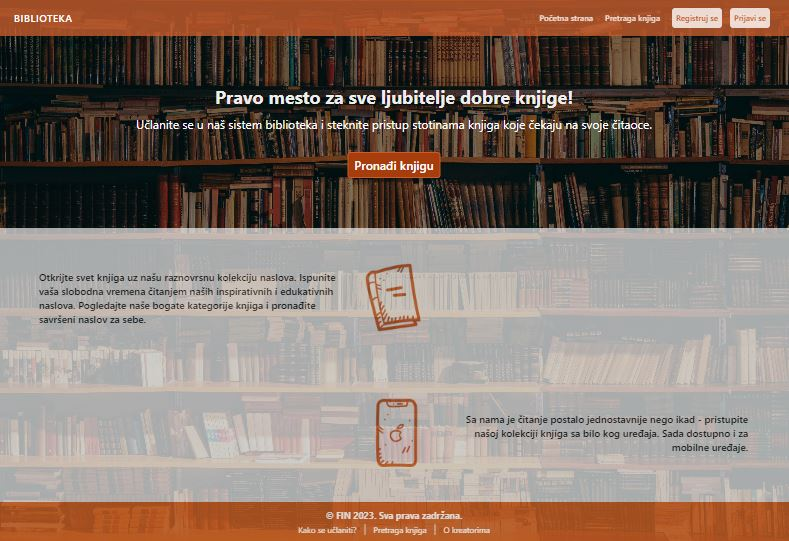 BIBLIOTEKA
Početna strana
Pretraga knjiga
Registruj se
Prijavi se
Pravo mesto za sve ljubitelje dobre knjige!
Učlanite se u naš sistem biblioteka i steknite pristup stotinama knjiga koje čekaju na svoje čitaoce.
Pronađi knjigu
Otkrijte svet knjiga uz našu raznovrsnu kolekciju naslova. Ispunite
vaša slobodna vremena čitanjem naših inspirativnih i edukativnih
naslova. Pogledajte naše bogate kategorije knjiga i pronađite
savršeni naslov za sebe.
Sa nama je čitanje postalo jednostavnije nego ikad - pristupite
našoj kolekciji knjiga sa bilo kog uređaja. Sada dostupno i za
mobilne uređaje.
© FIN 2023. Sva prava zadržana.
Kako se učlaniti? | Pretraga knjiga | O kreatorima